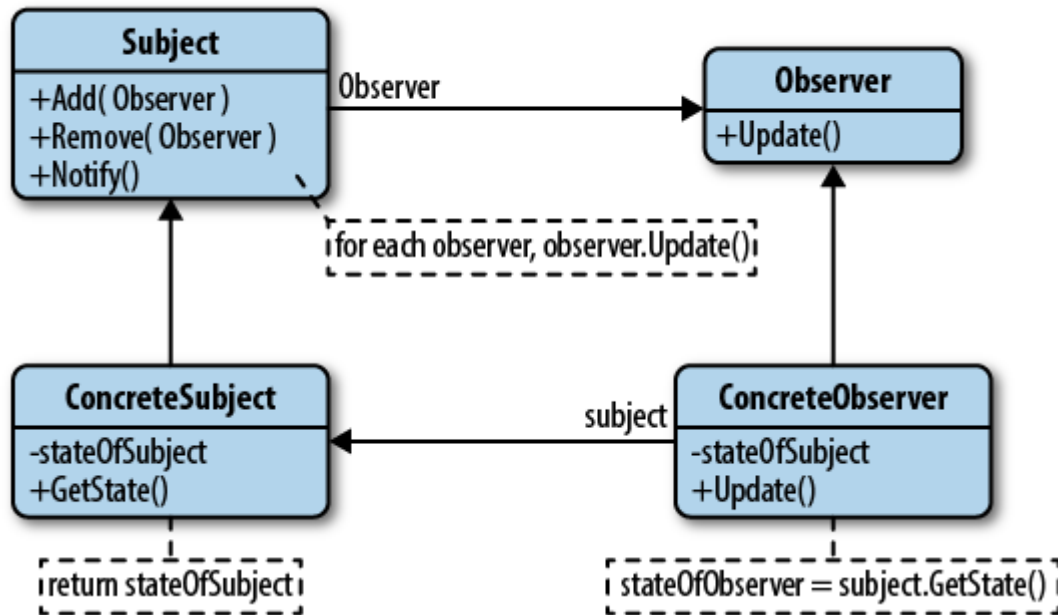 Subject
+Add( Observer )
+Remove( Observer )
+Notify()
Observer
Observer
+Update()
for each observer, observer.Update()
ConcreteSubject
-stateOfSubject
+GetState()
subject
ConcreteObserver
-stateOfSubject
+Update()
return stateOfSubject
stateOfObserver = subject.GetState()